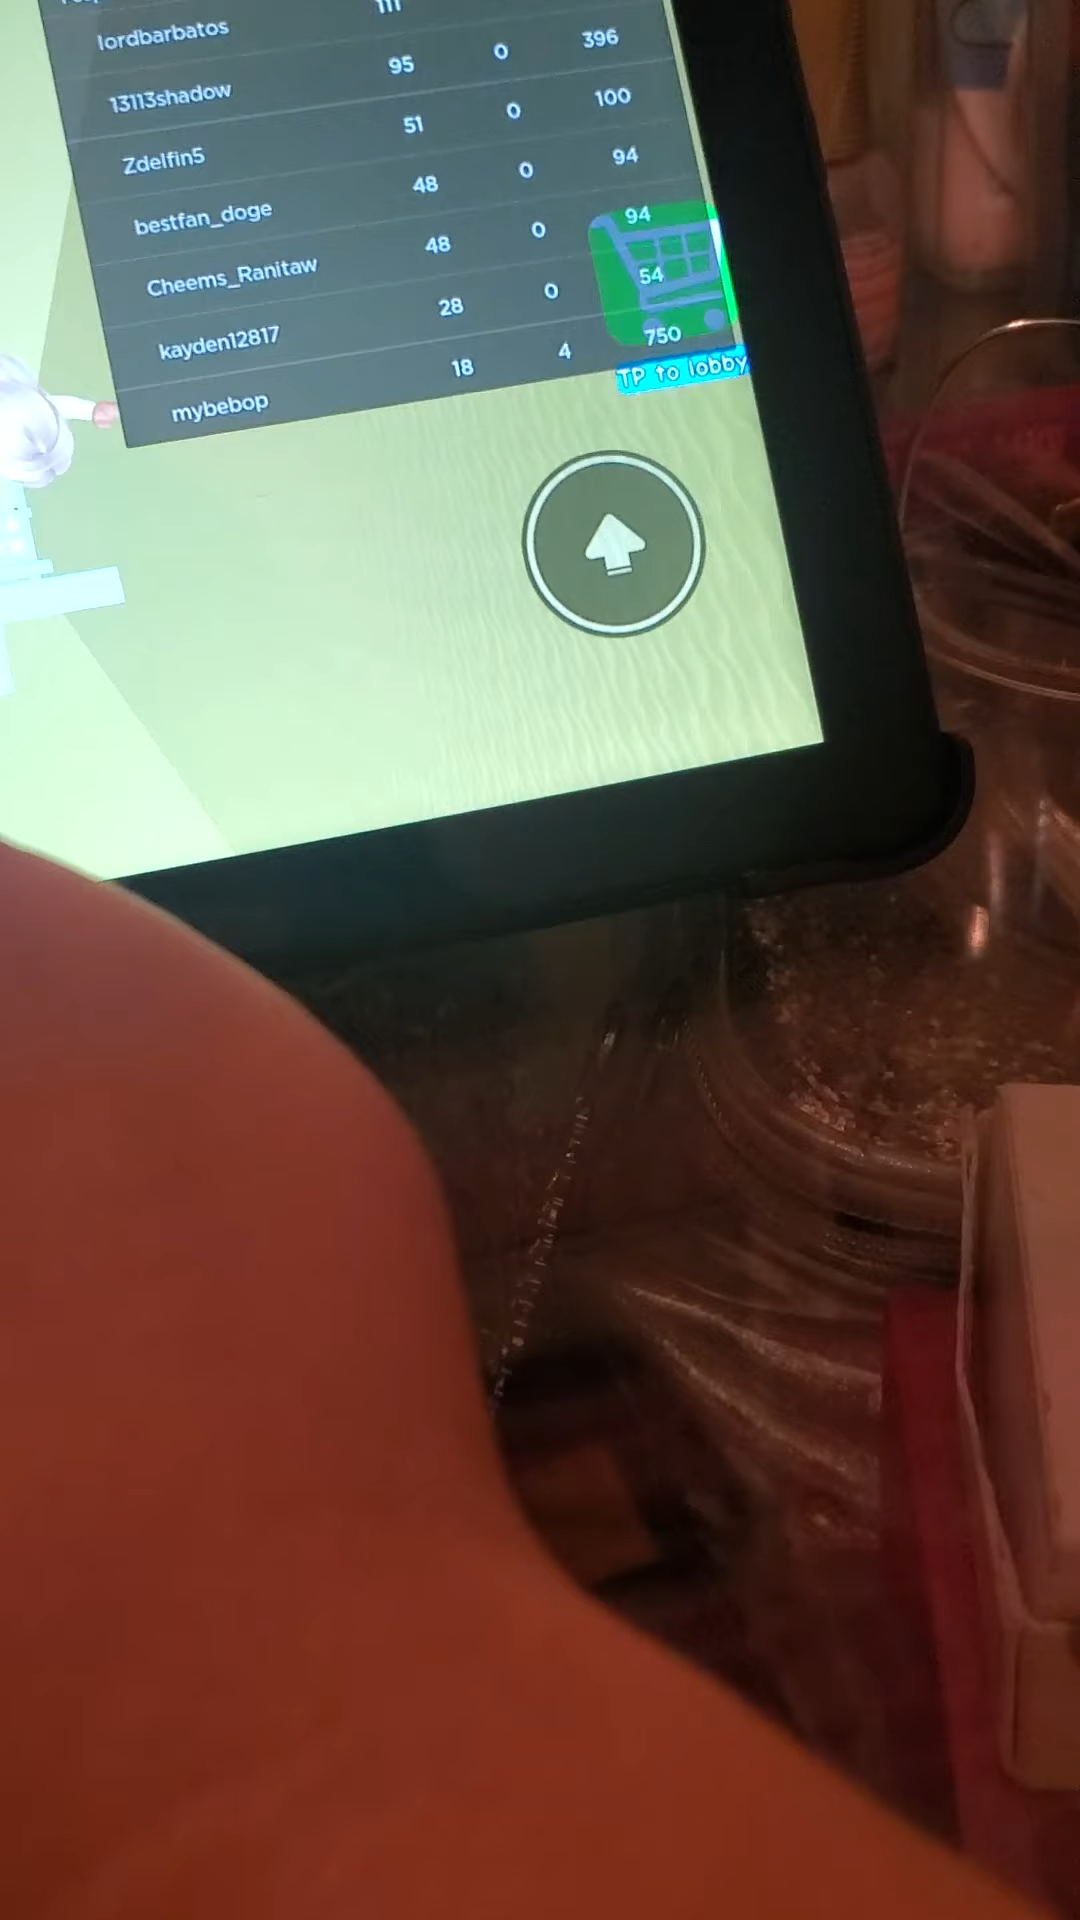 lordbarbatos 111
13113shadow 95 0 396
Zdelfin5 51 0 100
bestfan_doge 48 0 94
Cheems_Ranitaw 48 0 94
kayden12817 28 0 54
mybebop 18 4 750
TP to lobby